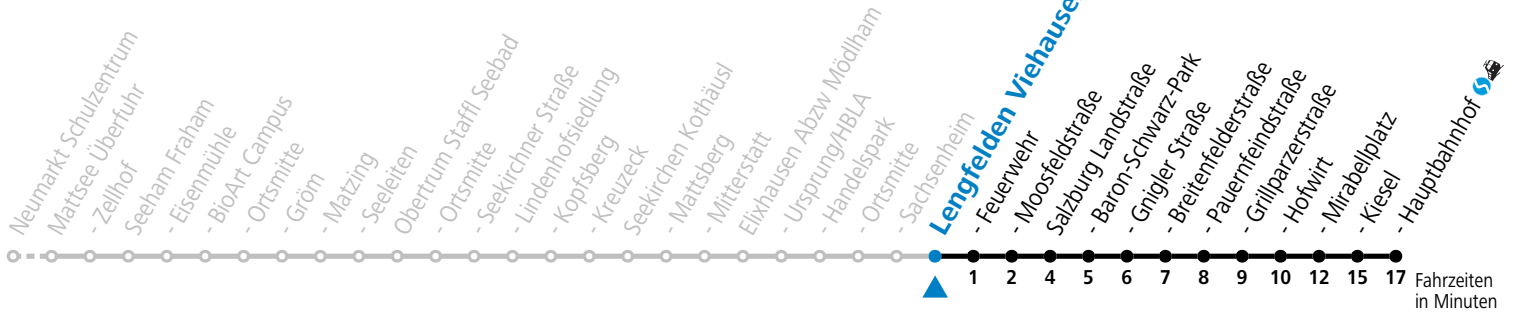 Neumarkt Schulzentrum
Mattsee Überfuhr
- Zellhof
Seeham Fraham
- Eisenmühle
- BioArt Campus
- Ortsmitte
- Gröm
- Matzing
- Seeleiten
Obertrum Staffl Seebad
- Ortsmitte
- Seekirchner Straße
- Lindenhofsiedlung
- Kopfsberg
- Kreuzeck
Seekirchen Kothäusl
- Mattsberg
- Mitterstatt
Elixhausen Abzw Mödlham
- Ursprung/HBLA
- Handelspark
- Ortsmitte
- Sachsenheim
Lengfelden Viehause
- Feuerwehr
- Moosfeldstraße
Salzburg Landstraße
- Baron-Schwarz-Park
- Gnigler Straße
- Breitenfelderstraße
- Pauernfeindstraße
- Grillparzerstraße
- Hofwirt
- Mirabellplatz
- Kiesel
- Hauptbahnhof
1 2 4 5 6 7 8 9 10 12 15 17 Fahrzeiten
in Minuten